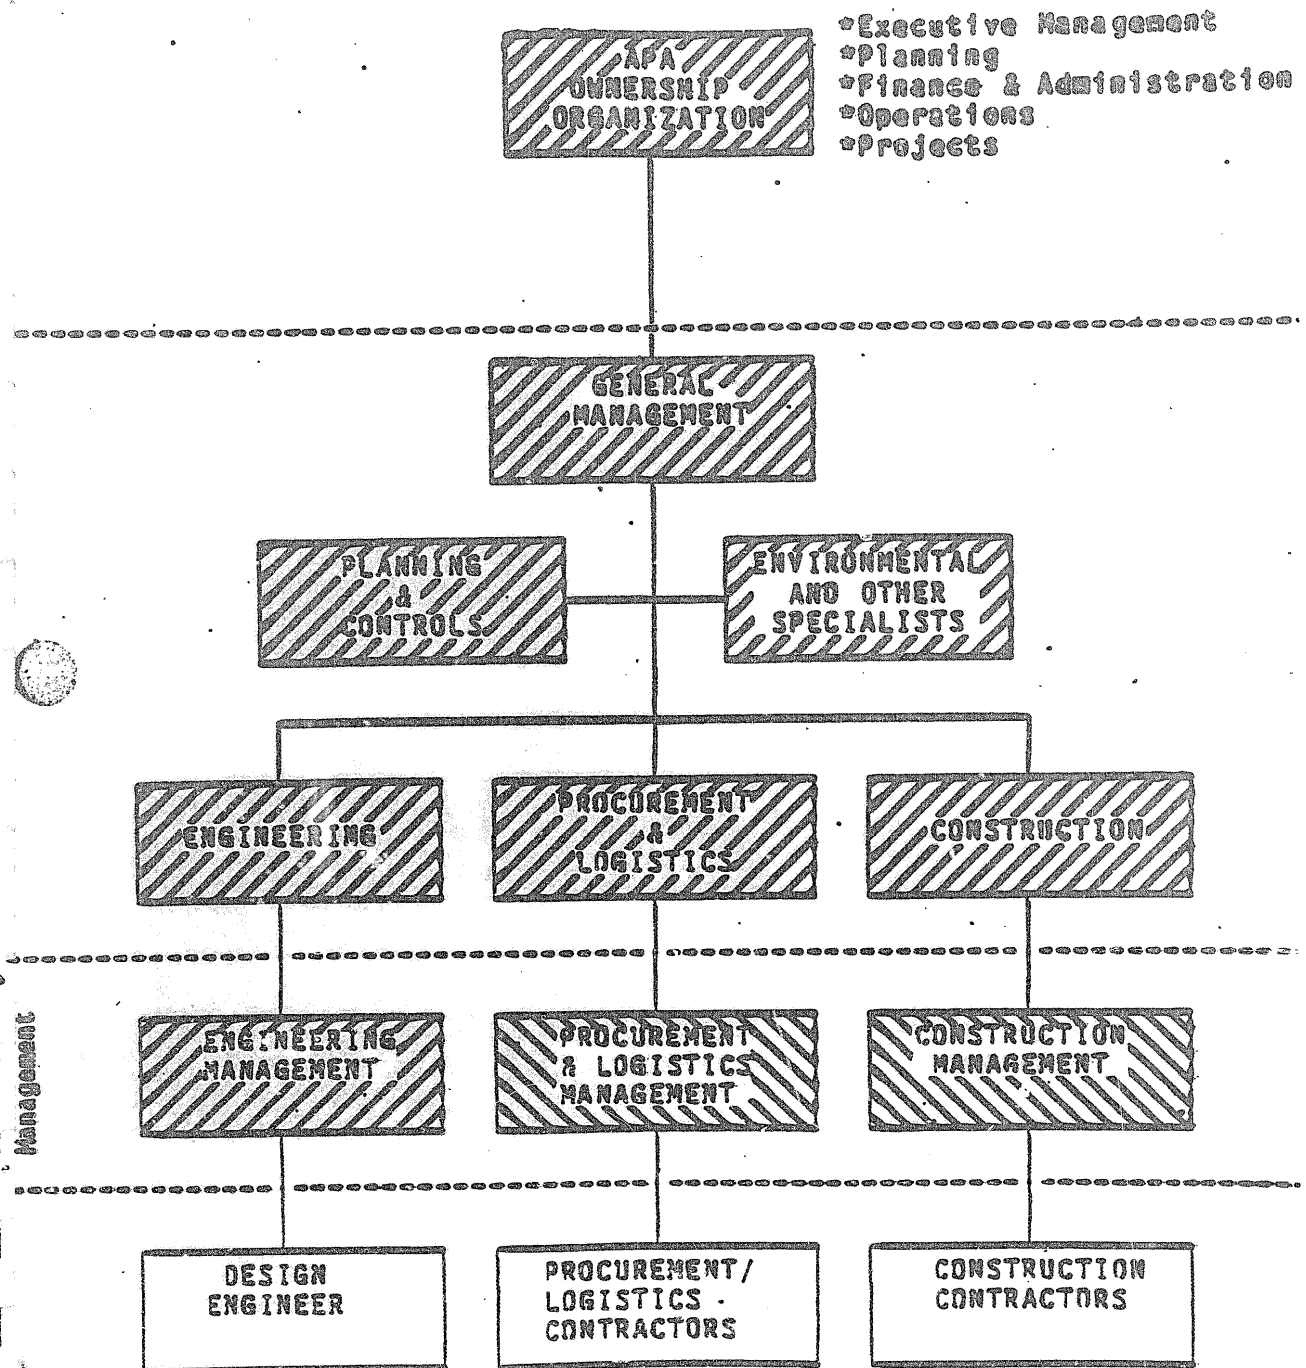 APA
OWNERSHIP
ORGANIZATION
*Executive Management
*Planning
*Finance & Administration
*Operations
*Projects
GENERAL
MANAGEMENT
PLANNING
&
CONTROLS
ENVIRONMENTAL
AND OTHER
SPECIALISTS
ENGINEERING
PROCUREMENT
&
LOGISTICS
CONSTRUCTION
Management
ENGINEERING
MANAGEMENT
PROCUREMENT
& LOGISTICS
MANAGEMENT
CONSTRUCTION
MANAGEMENT
DESIGN
ENGINEER
PROCUREMENT/
LOGISTICS
CONTRACTORS
CONSTRUCTION
CONTRACTORS